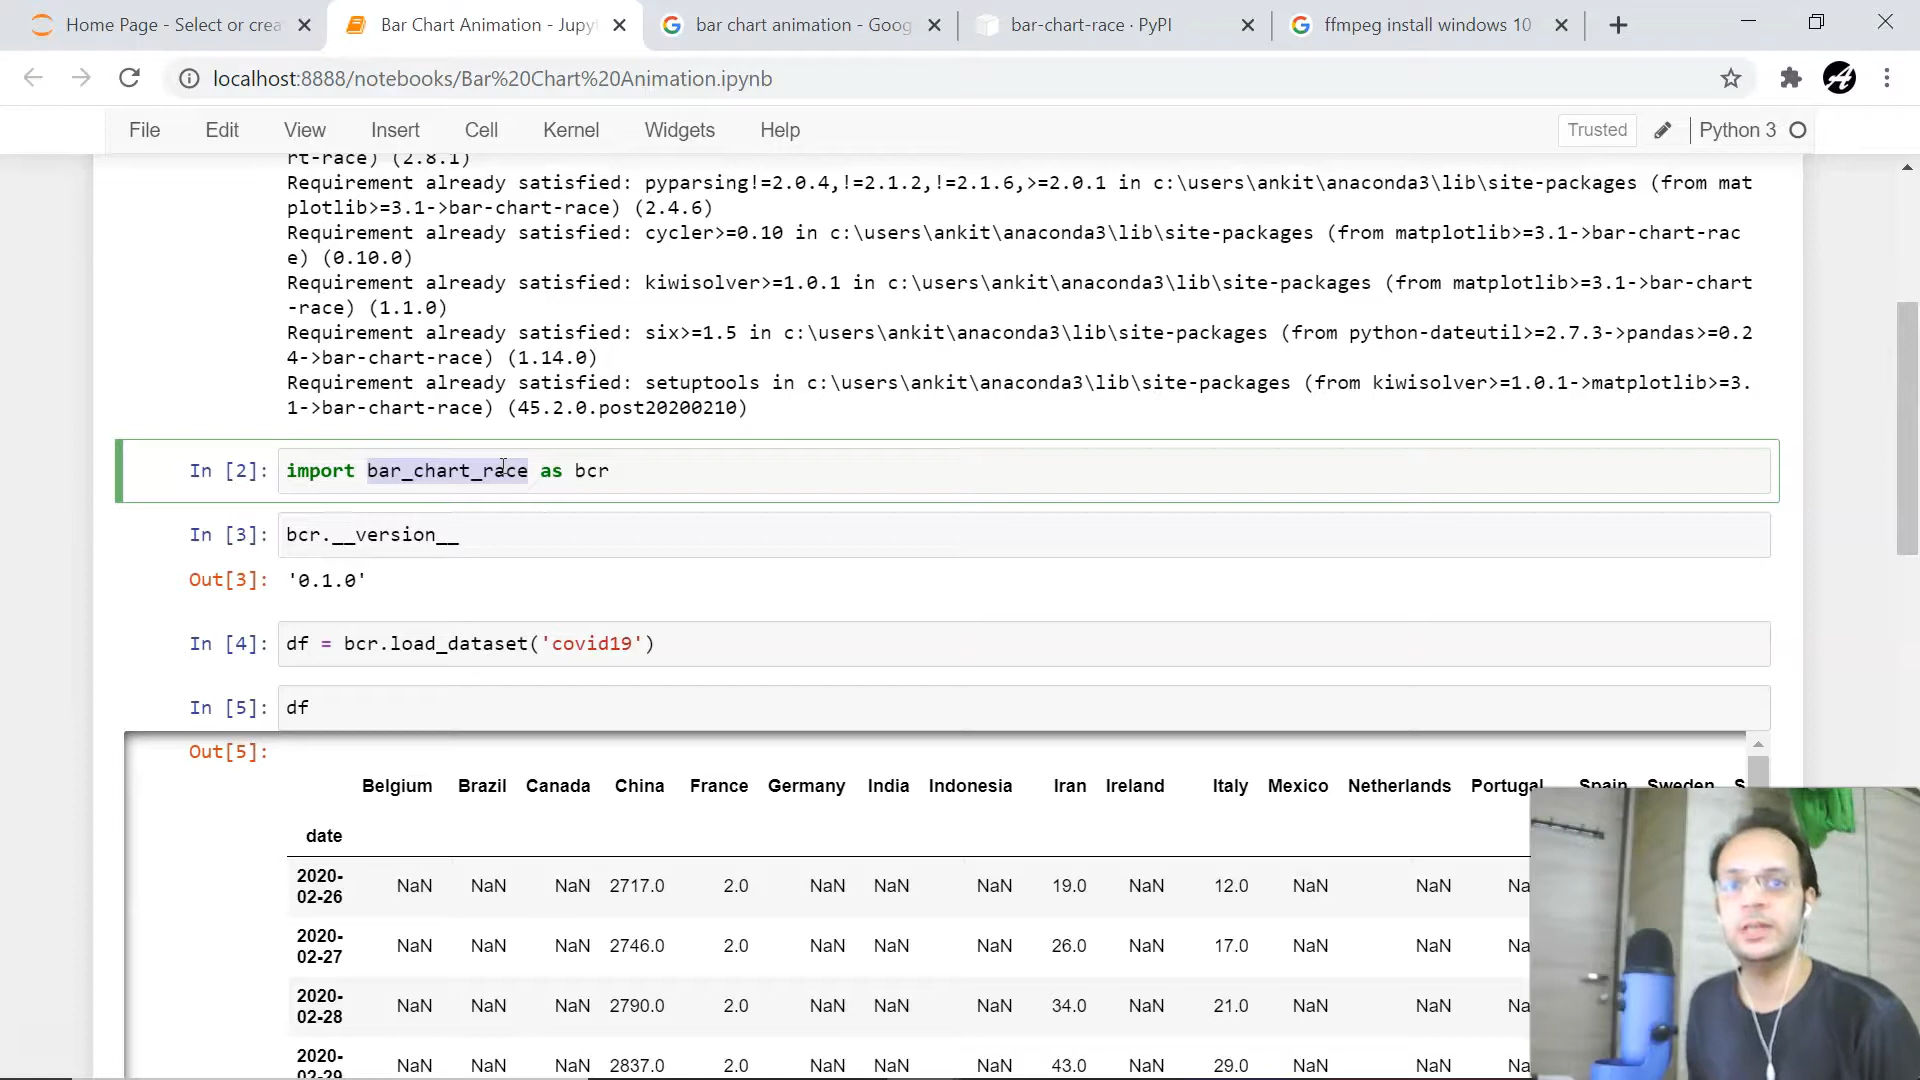 Home Page - Select or crea
Bar Chart Animation - Jupyt
bar chart animation - Goog
bar-chart-race · PyPI
ffmpeg install windows 10
localhost:8888/notebooks/Bar%20Chart%20Animation.ipynb
File Edit View Insert Cell Kernel Widgets Help
Trusted
Python 3
rt-race) (2.8.1)
Requirement already satisfied: pyparsing!=2.0.4,!=2.1.2,!=2.1.6,>=2.0.1 in c:\users\ankit\anaconda3\lib\site-packages (from mat
plotlib>=3.1->bar-chart-race) (2.4.6)
Requirement already satisfied: cycler>=0.10 in c:\users\ankit\anaconda3\lib\site-packages (from matplotlib>=3.1->bar-chart-rac
e) (0.10.0)
Requirement already satisfied: kiwisolver>=1.0.1 in c:\users\ankit\anaconda3\lib\site-packages (from matplotlib>=3.1->bar-chart
-race) (1.1.0)
Requirement already satisfied: six>=1.5 in c:\users\ankit\anaconda3\lib\site-packages (from python-dateutil>=2.7.3->pandas>=0.2
4->bar-chart-race) (1.14.0)
Requirement already satisfied: setuptools in c:\users\ankit\anaconda3\lib\site-packages (from kiwisolver>=1.0.1->matplotlib>=3.
1->bar-chart-race) (45.2.0.post20200210)
In [2]: import bar_chart_race as bcr
In [3]: bcr.__version__
Out[3]: '0.1.0'
In [4]: df = bcr.load_dataset('covid19')
In [5]: df
Out[5]:
Belgium Brazil Canada China France Germany India Indonesia Iran Ireland Italy Mexico Netherlands Portugal Spain Sweden S
date
2020-
02-26 NaN NaN NaN 2717.0 2.0 NaN NaN NaN 19.0 NaN 12.0 NaN NaN Na
2020-
02-27 NaN NaN NaN 2746.0 2.0 NaN NaN NaN 26.0 NaN 17.0 NaN NaN Na
2020-
02-28 NaN NaN NaN 2790.0 2.0 NaN NaN NaN 34.0 NaN 21.0 NaN NaN Na
2020-
02-29 NaN NaN NaN 2837.0 2.0 NaN NaN NaN 43.0 NaN 29.0 NaN NaN Na